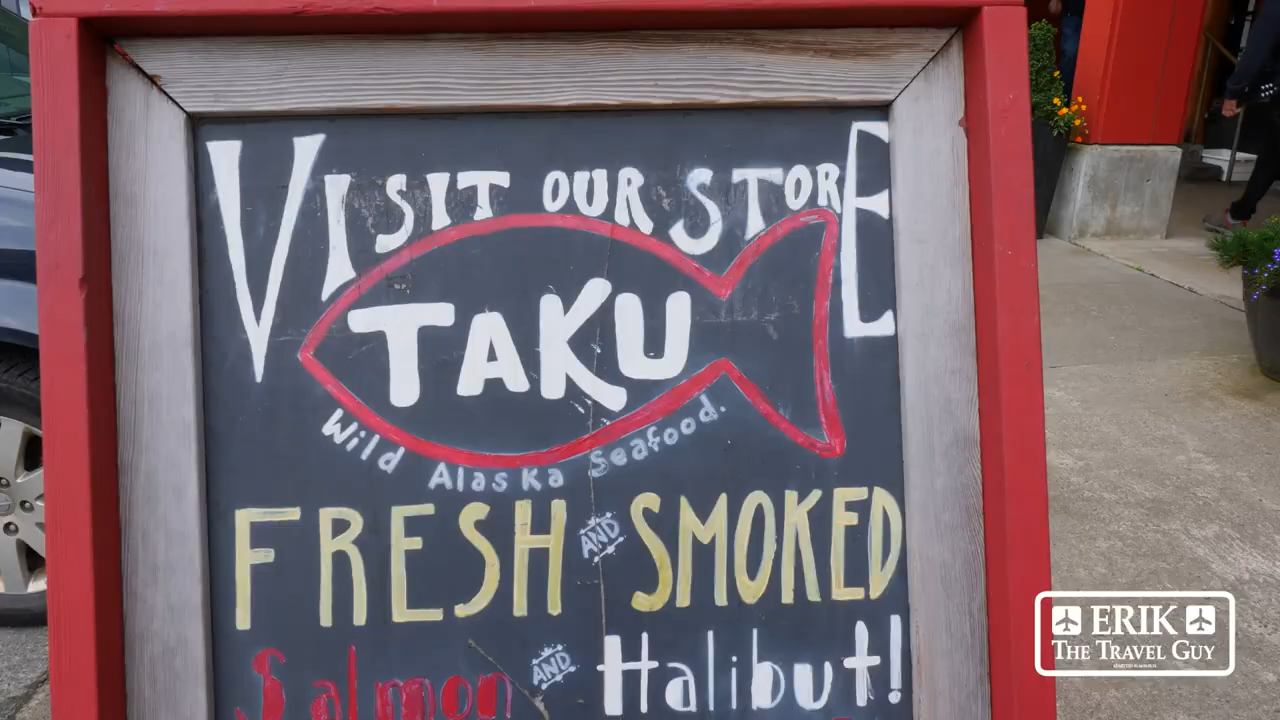 VISIT OUR STORE
TAKU
Wild Alaska Seafood.
FRESH AND SMOKED
Salmon AND Halibut!
ERIK
THE TRAVEL GUY